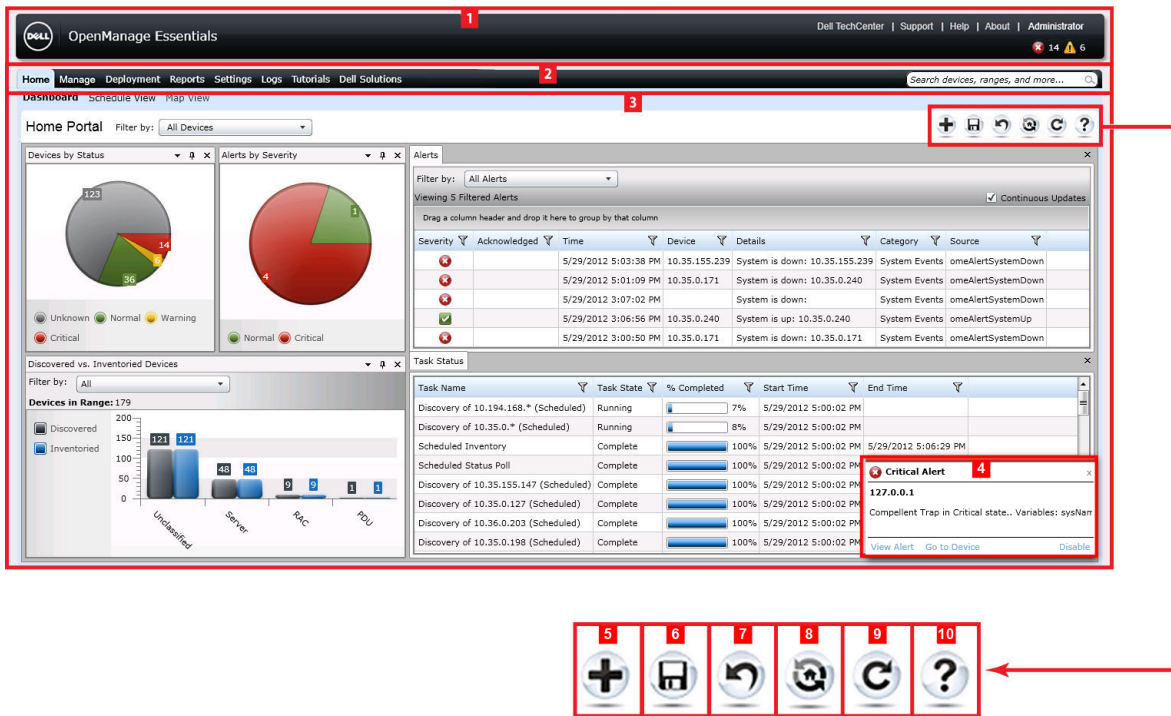 1
Dell TechCenter | Support | Help | About | Administrator
DELL
OpenManage Essentials
14 6
Home Manage Deployment Reports Settings Logs Tutorials Dell Solutions
2
Search devices, ranges, and more...
Dashboard Schedule View Map View
3
Home Portal Filter by: All Devices
Devices by Status
123
14
6
36
Unknown Normal Warning
Critical
Alerts by Severity
1
4
Normal Critical
Alerts
Filter by: All Alerts
Viewing 5 Filtered Alerts
Continuous Updates
Drag a column header and drop it here to group by that column
Severity Acknowledged Time Device Details Category Source
5/29/2012 5:03:38 PM 10.35.155.239 System is down: 10.35.155.239 System Events omeAlertSystemDown
5/29/2012 5:01:09 PM 10.35.0.171 System is down: 10.35.0.240 System Events omeAlertSystemDown
5/29/2012 3:07:02 PM System is down: System Events omeAlertSystemDown
5/29/2012 3:06:56 PM 10.35.0.240 System is up: 10.35.0.240 System Events omeAlertSystemUp
5/29/2012 3:00:50 PM 10.35.0.171 System is down: 10.35.0.171 System Events omeAlertSystemDown
Discovered vs. Inventoried Devices
Filter by: All
Devices in Range: 179
Discovered
Inventoried
200
150
100
50
0
121 121
48 48
9 9
1 1
Unclassified
Server
RAC
PDU
Task Status
Task Name Task State % Completed Start Time End Time
Discovery of 10.194.168.* (Scheduled) Running 7% 5/29/2012 5:00:02 PM
Discovery of 10.35.0.* (Scheduled) Running 8% 5/29/2012 5:00:02 PM
Scheduled Inventory Complete 100% 5/29/2012 5:00:02 PM 5/29/2012 5:06:29 PM
Scheduled Status Poll Complete 100% 5/29/2012 5:00:02 PM
Discovery of 10.35.155.147 (Scheduled) Complete 100% 5/29/2012 5:00:02 PM
Discovery of 10.35.0.127 (Scheduled) Complete 100% 5/29/2012 5:00:02 PM
Discovery of 10.36.0.203 (Scheduled) Complete 100% 5/29/2012 5:00:02 PM
Discovery of 10.35.0.198 (Scheduled) Complete 100% 5/29/2012 5:00:02 PM
Critical Alert 4 x
127.0.0.1
Compellent Trap in Critical state.. Variables: sysNam
View Alert Go to Device Disable
5 6 7 8 9 10